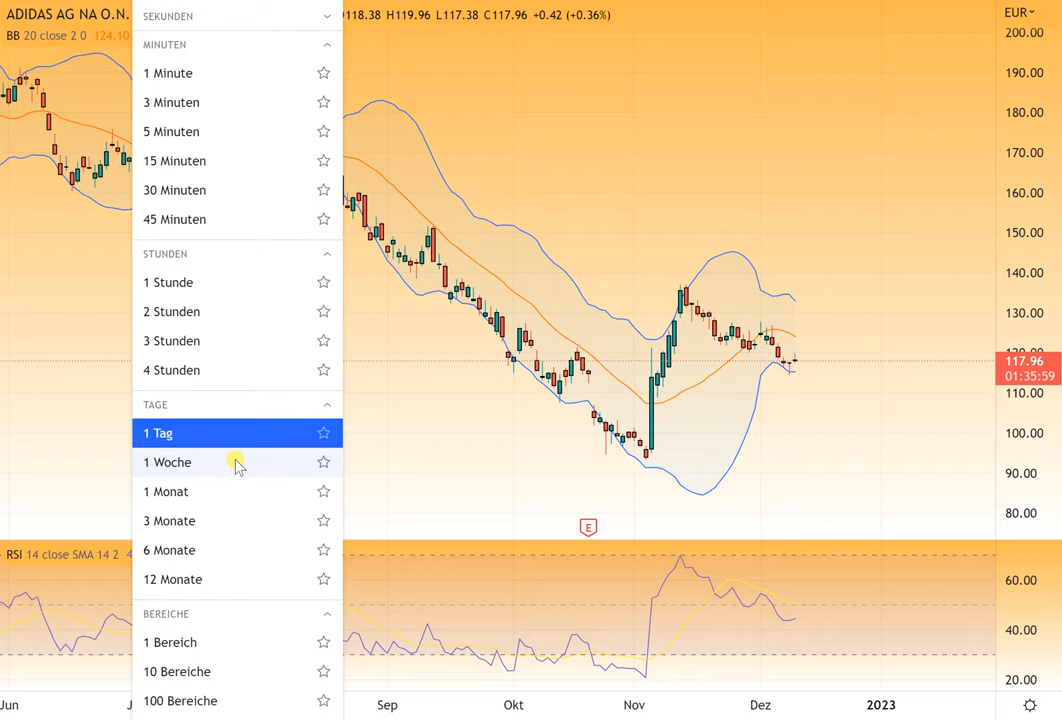 ADIDAS AG NA O.N.
O118.38 H119.96 L117.38 C117.96 +0.42 (+0.36%)
EUR
BB 20 close 2 0 124.10
SEKUNDEN
MINUTEN
1 Minute
3 Minuten
5 Minuten
15 Minuten
30 Minuten
45 Minuten
STUNDEN
1 Stunde
2 Stunden
3 Stunden
4 Stunden
TAGE
1 Tag
1 Woche
1 Monat
3 Monate
6 Monate
12 Monate
BEREICHE
1 Bereich
10 Bereiche
100 Bereiche
200.00
190.00
180.00
170.00
160.00
150.00
140.00
130.00
120.00
117.96
01:35:59
110.00
100.00
90.00
80.00
E
RSI 14 close SMA 14 2 4
60.00
40.00
20.00
Jun
J
Sep
Okt
Nov
Dez
2023